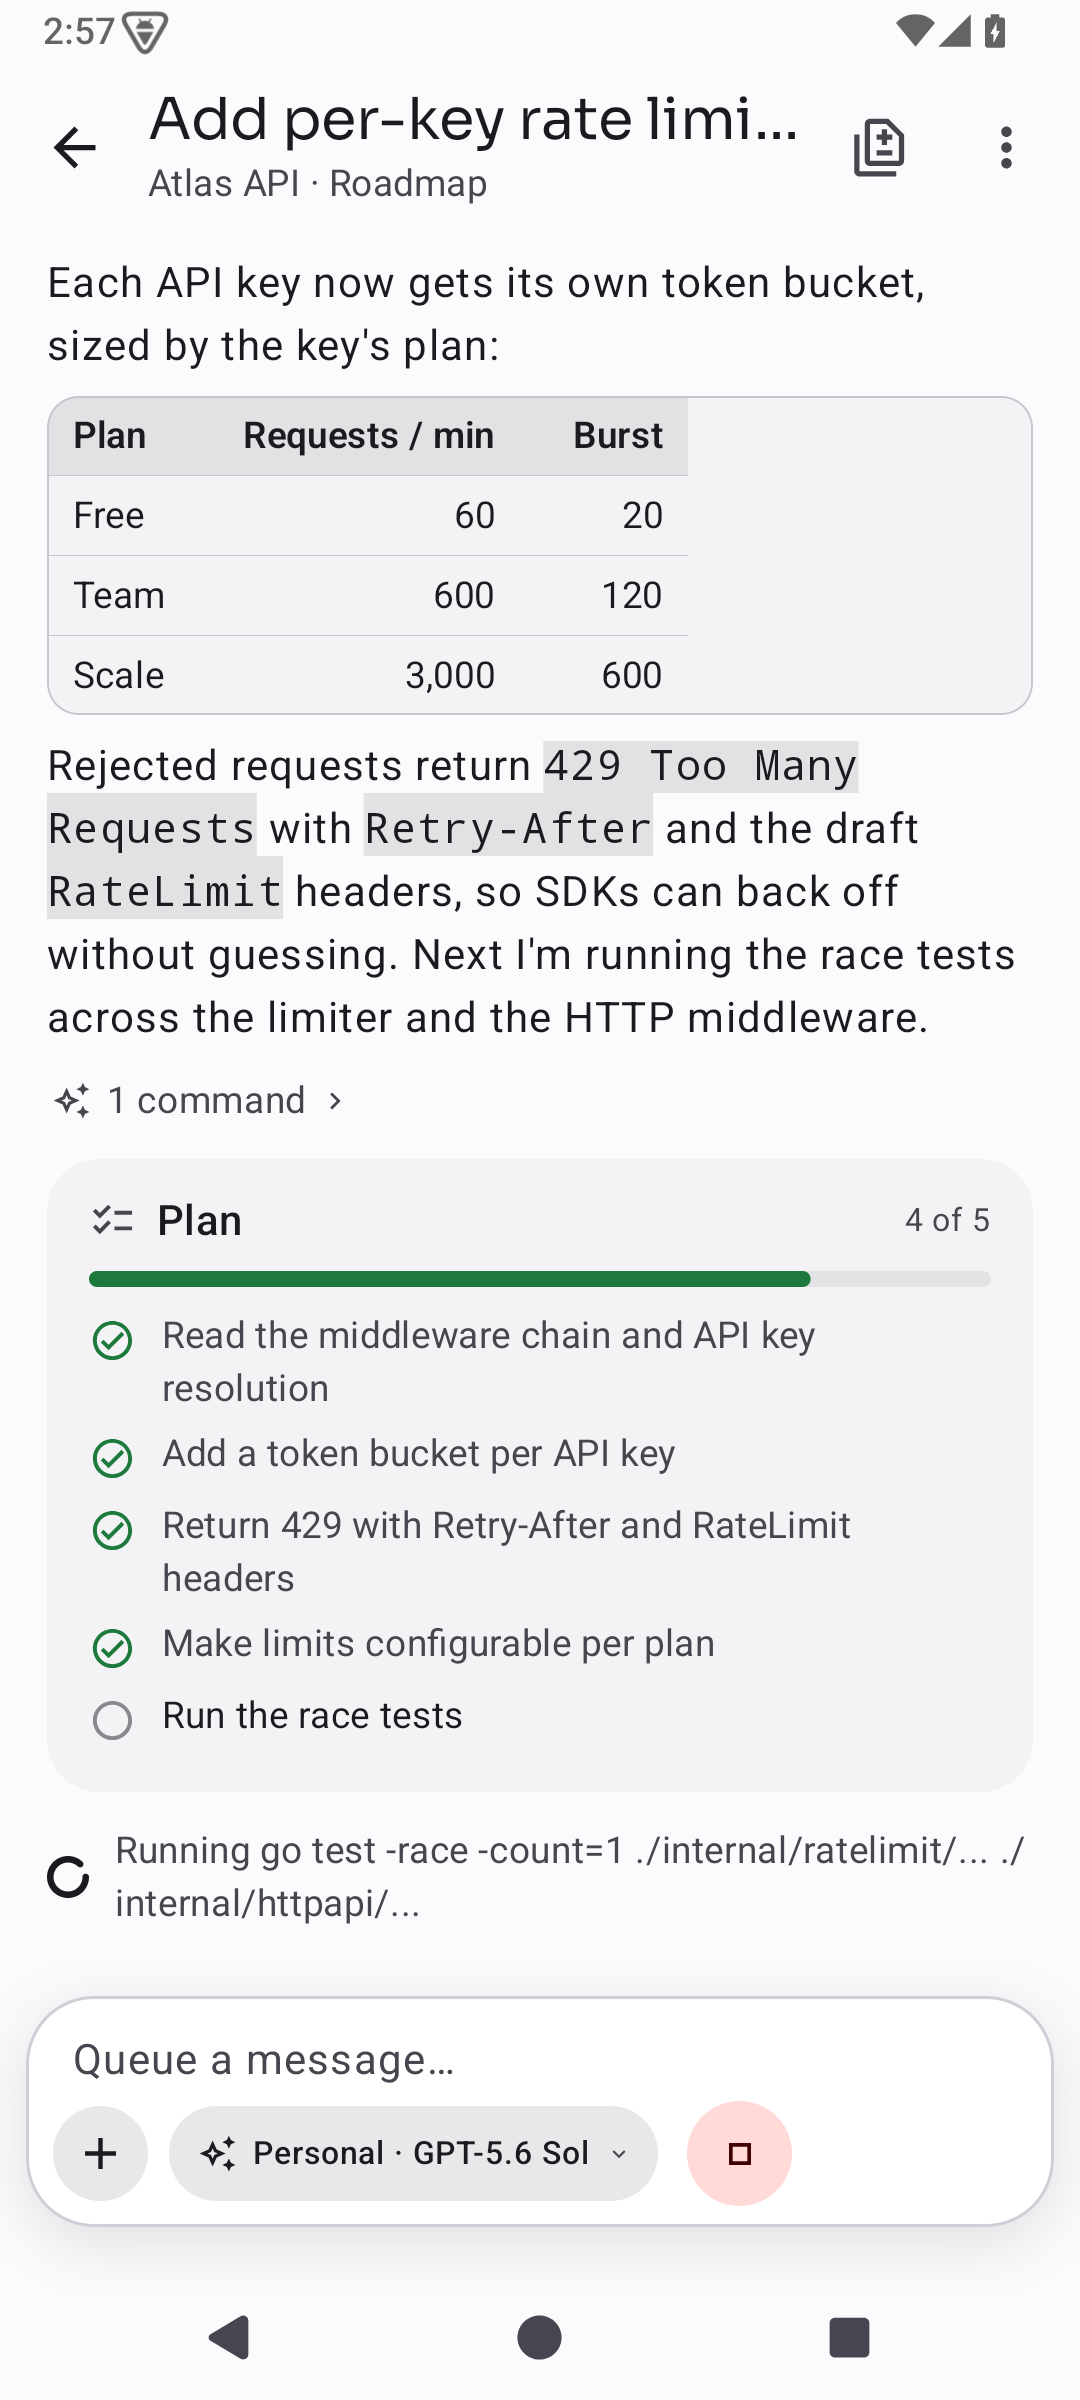 2:57
Add per-key rate limi...
Atlas API · Roadmap
Each API key now gets its own token bucket,
sized by the key's plan:
Plan Requests / min Burst
Free 60 20
Team 600 120
Scale 3,000 600
Rejected requests return 429 Too Many
Requests with Retry-After and the draft
RateLimit headers, so SDKs can back off
without guessing. Next I'm running the race tests
across the limiter and the HTTP middleware.
1 command
Plan 4 of 5
Read the middleware chain and API key
resolution
Add a token bucket per API key
Return 429 with Retry-After and RateLimit
headers
Make limits configurable per plan
Run the race tests
Running go test -race -count=1 ./internal/ratelimit/... ./
internal/httpapi/...
Queue a message...
Personal · GPT-5.6 Sol